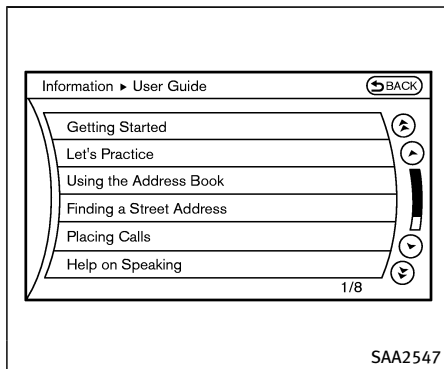 Information ▶ User Guide
BACK
Getting Started
Let's Practice
Using the Address Book
Finding a Street Address
Placing Calls
Help on Speaking
1/8
SAA2547